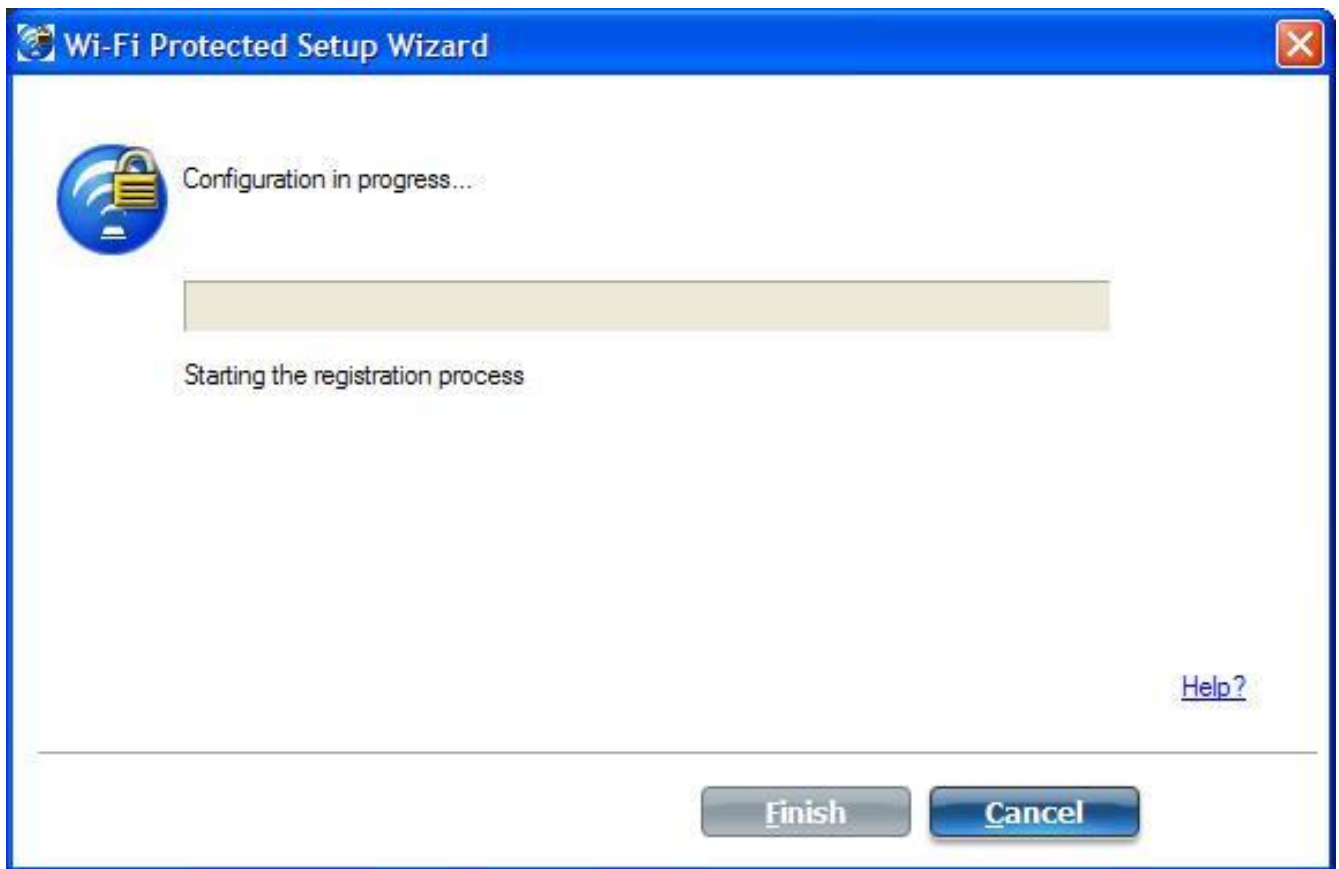 Wi-Fi Protected Setup Wizard
Configuration in progress...
Starting the registration process
Help?
Finish
Cancel